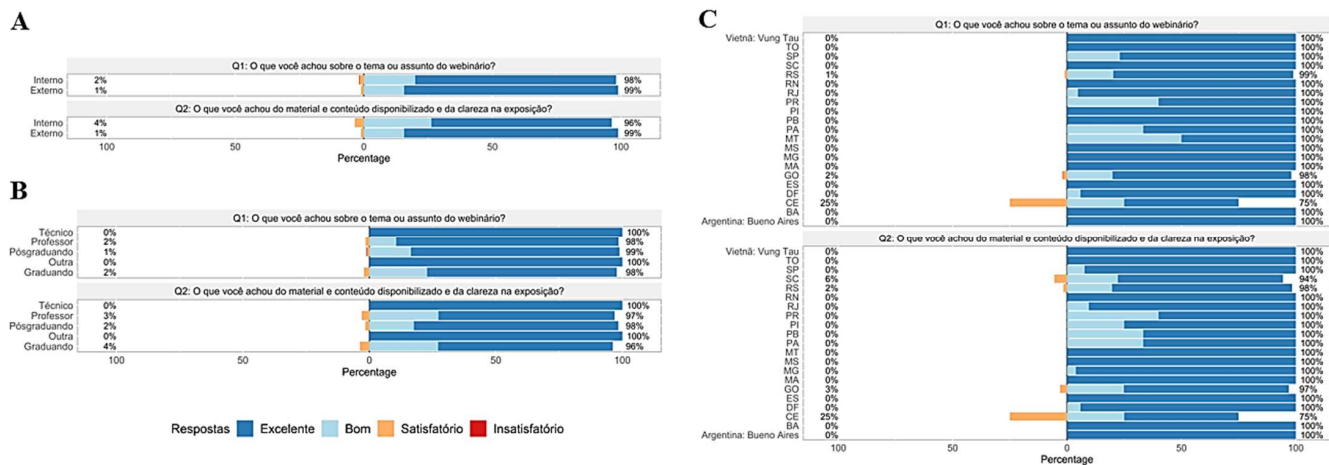 A
Q1: O que você achou sobre o tema ou assunto do webinário?
Interno 2% 98%
Externo 1% 99%
Q2: O que você achou do material e conteúdo disponibilizado e da clareza na exposição?
Interno 4% 96%
Externo 1% 99%
100 50 0 50 100
Percentage
B
Q1: O que você achou sobre o tema ou assunto do webinário?
Técnico 0% 100%
Professor 2% 98%
Pósgraduando 1% 99%
Outra 0% 100%
Graduando 2% 98%
Q2: O que você achou do material e conteúdo disponibilizado e da clareza na exposição?
Técnico 0% 100%
Professor 3% 97%
Pósgraduando 2% 98%
Outra 0% 100%
Graduando 4% 96%
100 50 0 50 100
Percentage
Respostas Excelente Bom Satisfatório Insatisfatório
C
Q1: O que você achou sobre o tema ou assunto do webinário?
Vietnã: Vung Tau 0% 100%
TO 0% 100%
SP 0% 100%
SC 0% 100%
RS 1% 99%
RN 0% 100%
RJ 0% 100%
PR 0% 100%
PI 0% 100%
PB 0% 100%
PA 0% 100%
MT 0% 100%
MS 0% 100%
MG 0% 100%
MA 0% 100%
GO 2% 98%
ES 0% 100%
DF 0% 100%
CE 25% 75%
BA 0% 100%
Argentina: Bueno Aires 0% 100%
Q2: O que você achou do material e conteúdo disponibilizado e da clareza na exposição?
Vietnã: Vung Tau 0% 100%
TO 0% 100%
SP 0% 100%
SC 6% 94%
RS 2% 98%
RN 0% 100%
RJ 0% 100%
PR 0% 100%
PI 0% 100%
PB 0% 100%
PA 0% 100%
MT 0% 100%
MS 0% 100%
MG 0% 100%
MA 0% 100%
GO 3% 97%
ES 0% 100%
DF 0% 100%
CE 25% 75%
BA 0% 100%
Argentina: Bueno Aires 0% 100%
100 50 0 50 100
Percentage